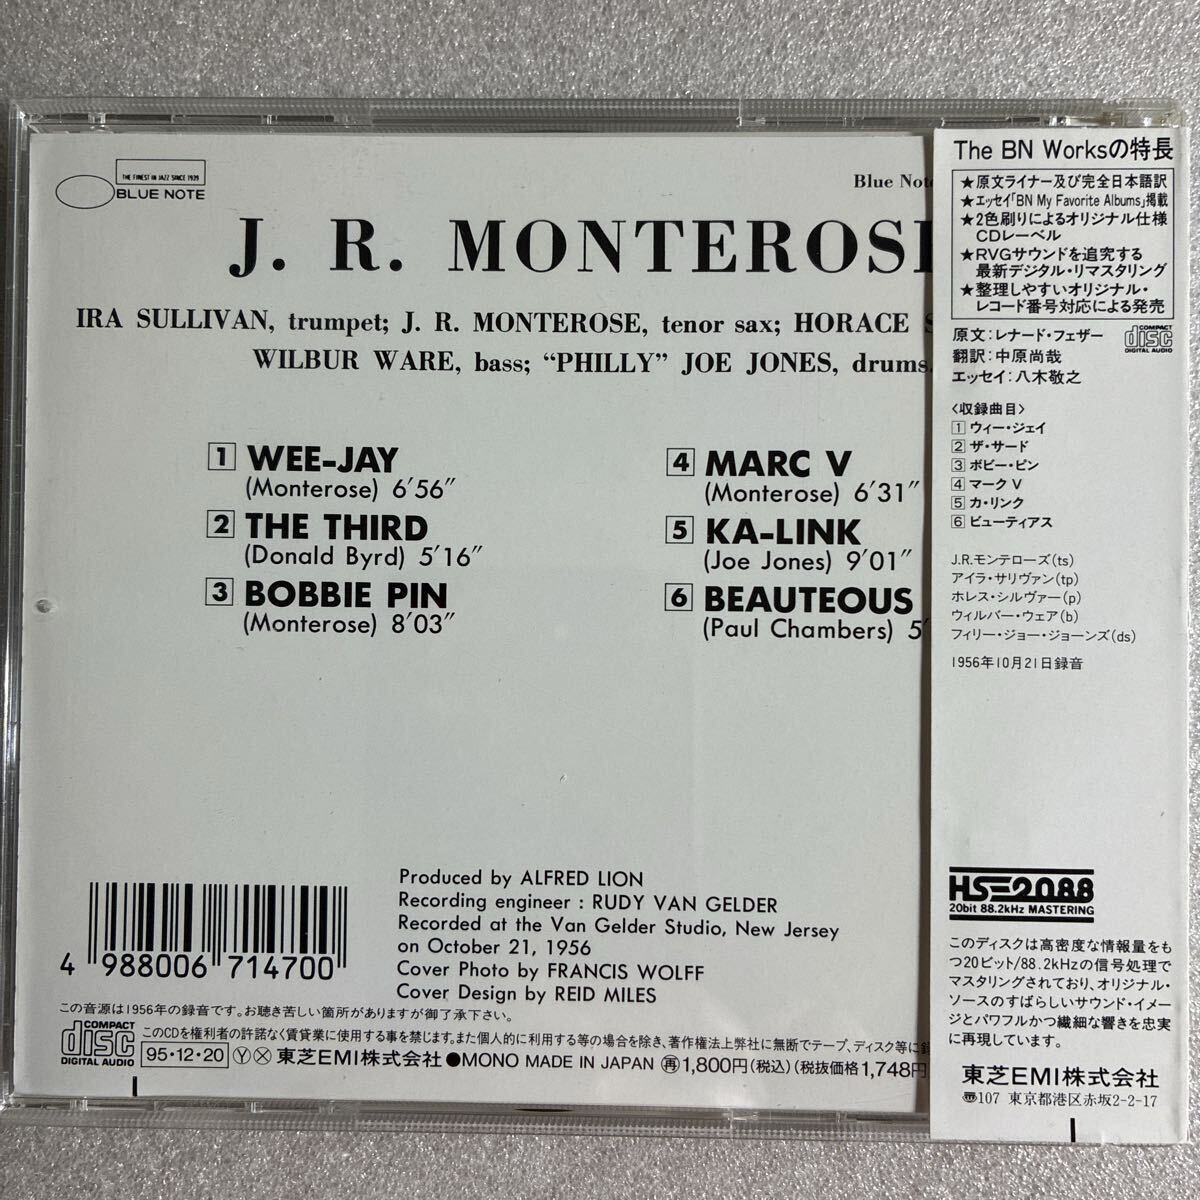 THE FINEST IN JAZZ SINCE 1939
BLUE NOTE
Blue Note
J. R. MONTEROSE
IRA SULLIVAN, trumpet; J. R. MONTEROSE, tenor sax; HORACE S
WILBUR WARE, bass; “PHILLY” JOE JONES, drums.
1 WEE-JAY
(Monterose) 6′56″
2 THE THIRD
(Donald Byrd) 5′16″
3 BOBBIE PIN
(Monterose) 8′03″
4 MARC V
(Monterose) 6′31″
5 KA-LINK
(Joe Jones) 9′01″
6 BEAUTEOUS
(Paul Chambers) 5′
Produced by ALFRED LION
Recording engineer : RUDY VAN GELDER
Recorded at the Van Gelder Studio, New Jersey
on October 21, 1956
Cover Photo by FRANCIS WOLFF
Cover Design by REID MILES
4 988006 714700
この音源は1956年の録音です。お聴き苦しい箇所がありますが御了承下さい。
COMPACT disc DIGITAL AUDIO
このCDを権利者の許諾なく賃貸業に使用する事を禁じます。また個人的に利用する等の場合を除き、著作権法上弊社に無断でテープ、ディスク等に録
95・12・20 Ⓨ Ⓧ 東芝EMI株式会社 ●MONO MADE IN JAPAN 再 1,800円(税込)(税抜価格1,748円
The BN Worksの特長
★原文ライナー及び完全日本語訳
★エッセイ「BN My Favorite Albums」掲載
★2色刷りによるオリジナル仕様
CDレーベル
★RVGサウンドを追究する
最新デジタル・リマスタリング
★整理しやすいオリジナル・
レコード番号対応による発売
原文：レナード・フェザー
翻訳：中原尚哉
エッセイ：八木敬之
COMPACT disc DIGITAL AUDIO
〈収録曲目〉
1 ウィー・ジェイ
2 ザ・サード
3 ボビー・ピン
4 マーク V
5 カ・リンク
6 ビューティアス
J.R.モンテローズ(ts)
アイラ・サリヴァン(tp)
ホレス・シルヴァー(p)
ウィルバー・ウェア(b)
フィリー・ジョー・ジョーンズ(ds)
1956年10月21日録音
HS-2088
20bit 88.2kHz MASTERING
このディスクは高密度な情報量をも
つ20ビット/88.2kHzの信号処理で
マスタリングされており、オリジナル・
ソースのすばらしいサウンド・イメー
ジとパワフルかつ繊細な響きを忠実
に再現しています。
東芝EMI株式会社
〠107 東京都港区赤坂2-2-17